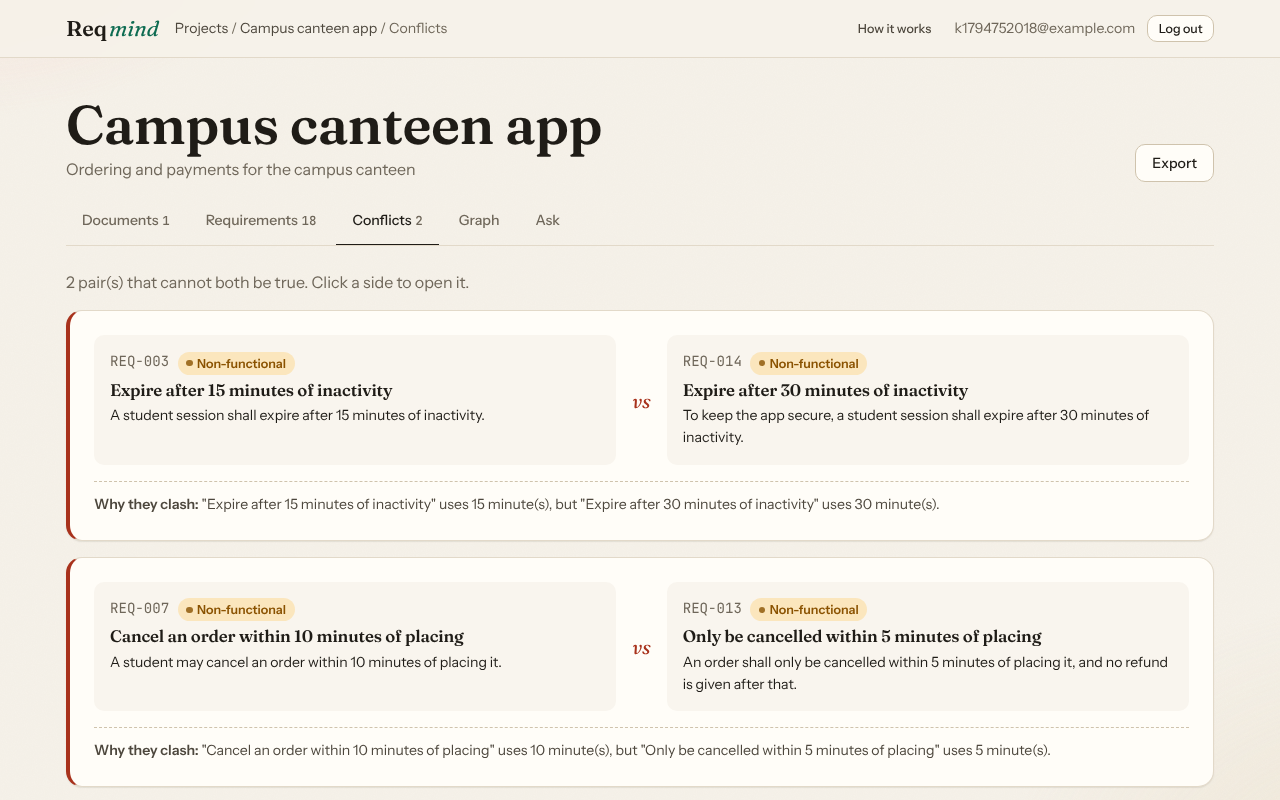 Reqmind Projects / Campus canteen app / Conflicts How it works k1794752018@example.com Log out
Campus canteen app
Ordering and payments for the campus canteen
Export
Documents 1 Requirements 18 Conflicts 2 Graph Ask
2 pair(s) that cannot both be true. Click a side to open it.
REQ-003 Non-functional
Expire after 15 minutes of inactivity
A student session shall expire after 15 minutes of inactivity.
vs
REQ-014 Non-functional
Expire after 30 minutes of inactivity
To keep the app secure, a student session shall expire after 30 minutes of
inactivity.
Why they clash: "Expire after 15 minutes of inactivity" uses 15 minute(s), but "Expire after 30 minutes of inactivity" uses 30 minute(s).
REQ-007 Non-functional
Cancel an order within 10 minutes of placing
A student may cancel an order within 10 minutes of placing it.
vs
REQ-013 Non-functional
Only be cancelled within 5 minutes of placing
An order shall only be cancelled within 5 minutes of placing it, and no refund
is given after that.
Why they clash: "Cancel an order within 10 minutes of placing" uses 10 minute(s), but "Only be cancelled within 5 minutes of placing" uses 5 minute(s).